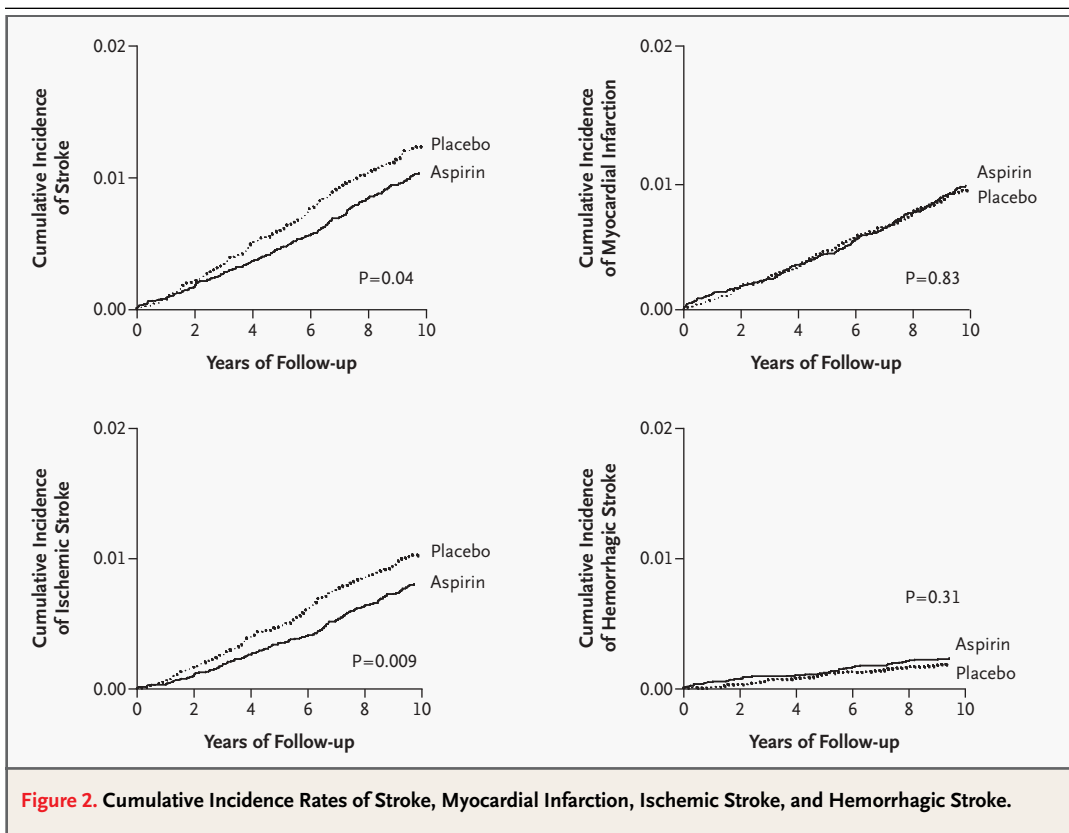 0.02
Cumulative Incidence
of Stroke
0.01
0.00
Placebo
Aspirin
P=0.04
0 2 4 6 8 10
Years of Follow-up
0.02
Cumulative Incidence
of Myocardial Infarction
0.01
0.00
Aspirin
Placebo
P=0.83
0 2 4 6 8 10
Years of Follow-up
0.02
Cumulative Incidence
of Ischemic Stroke
0.01
0.00
Placebo
Aspirin
P=0.009
0 2 4 6 8 10
Years of Follow-up
0.02
Cumulative Incidence
of Hemorrhagic Stroke
0.01
0.00
P=0.31
Aspirin
Placebo
0 2 4 6 8 10
Years of Follow-up
Figure 2. Cumulative Incidence Rates of Stroke, Myocardial Infarction, Ischemic Stroke, and Hemorrhagic Stroke.